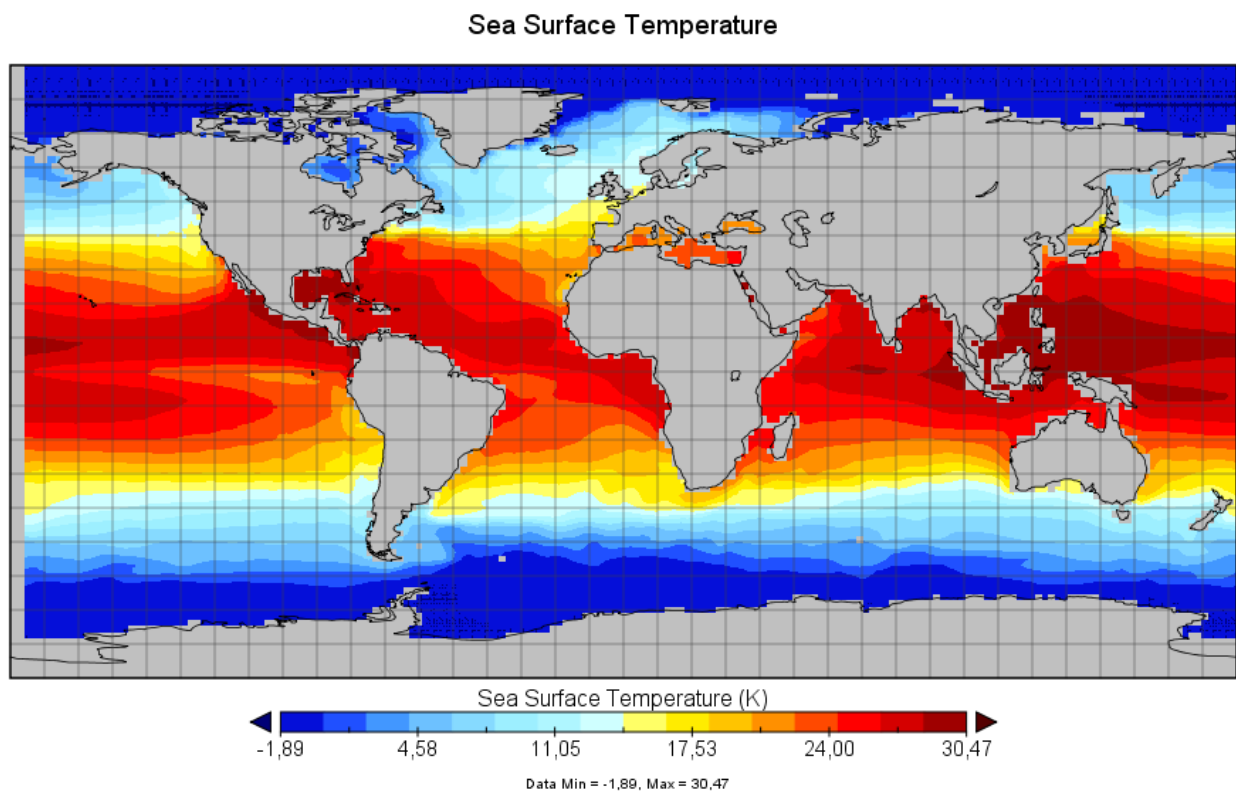 Sea Surface Temperature
Sea Surface Temperature (K)
-1,89 4,58 11,05 17,53 24,00 30,47
Data Min = -1,89, Max = 30,47